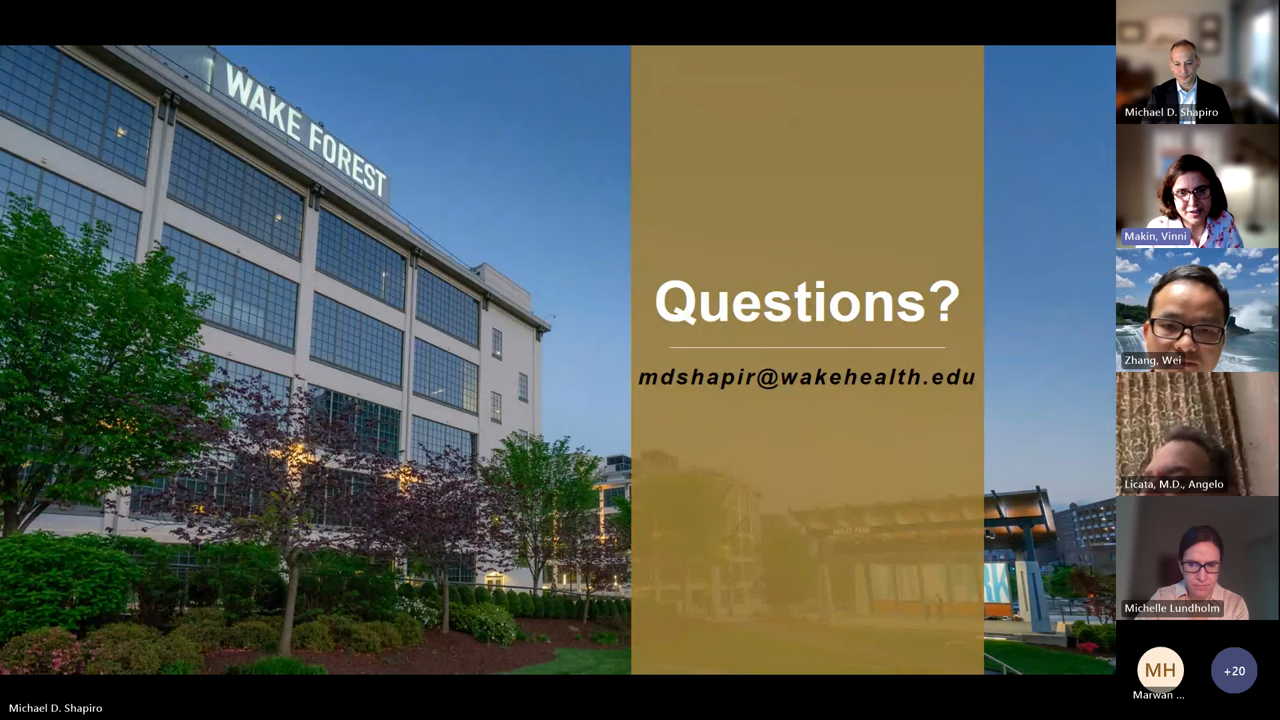 WAKE FOREST
Questions?
mdshapir@wakehealth.edu
Michael D. Shapiro
Makin, Vinni
Zhang, Wei
Licata, M.D., Angelo
Michelle Lundholm
MH
+20
Marwan ...
Michael D. Shapiro